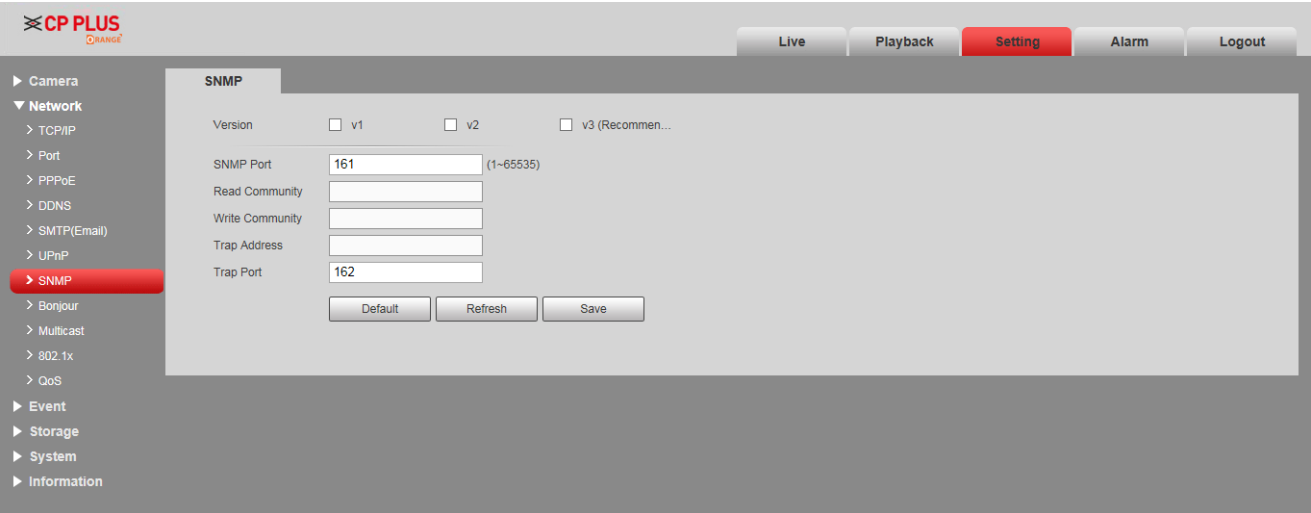 CP PLUS
ORANGE
Live Playback Setting Alarm Logout
Camera
Network
TCP/IP
Port
PPPoE
DDNS
SMTP(Email)
UPnP
SNMP
Bonjour
Multicast
802.1x
QoS
Event
Storage
System
Information
SNMP
Version v1 v2 v3 (Recommen...
SNMP Port 161 (1~65535)
Read Community
Write Community
Trap Address
Trap Port 162
Default Refresh Save